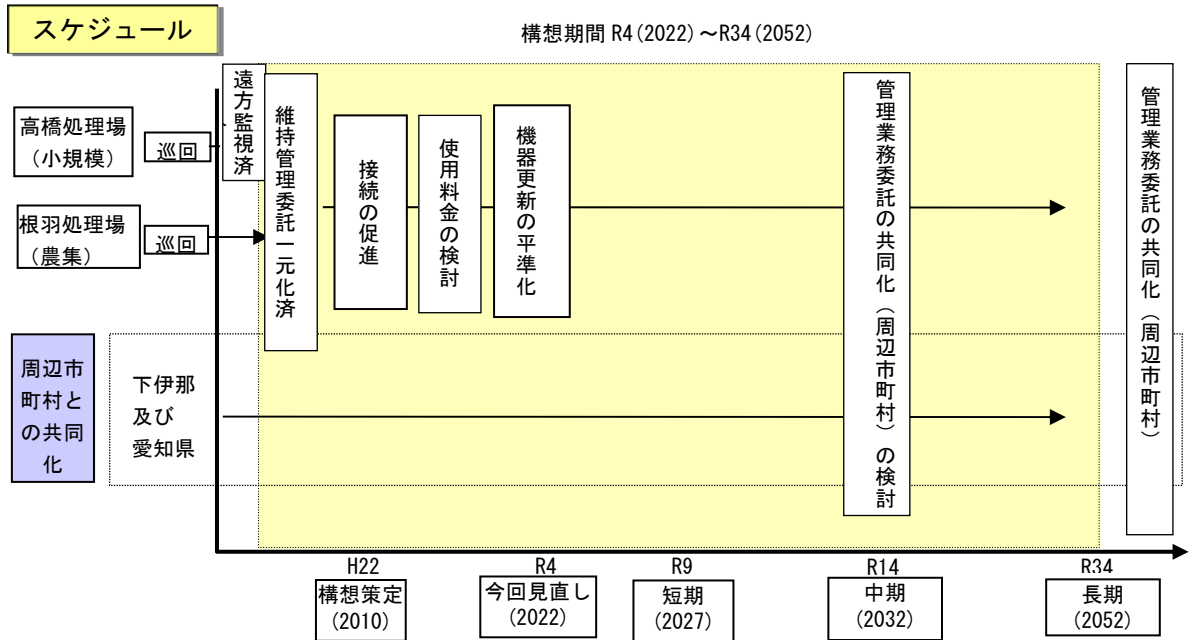 スケジュール
構想期間 R4(2022)～R34(2052)
高橋処理場
（小規模）
巡回
根羽処理場
（農集）
巡回
遠方監視済
維持管理委託一元化済
接続の促進
使用料金の検討
機器更新の平準化
管理業務委託の共同化（周辺市町村）の検討
管理業務委託の共同化（周辺市町村）
周辺市
町村と
の共同
化
下伊那
及び
愛知県
H22
構想策定
(2010)
R4
今回見直し
(2022)
R9
短期
(2027)
R14
中期
(2032)
R34
長期
(2052)